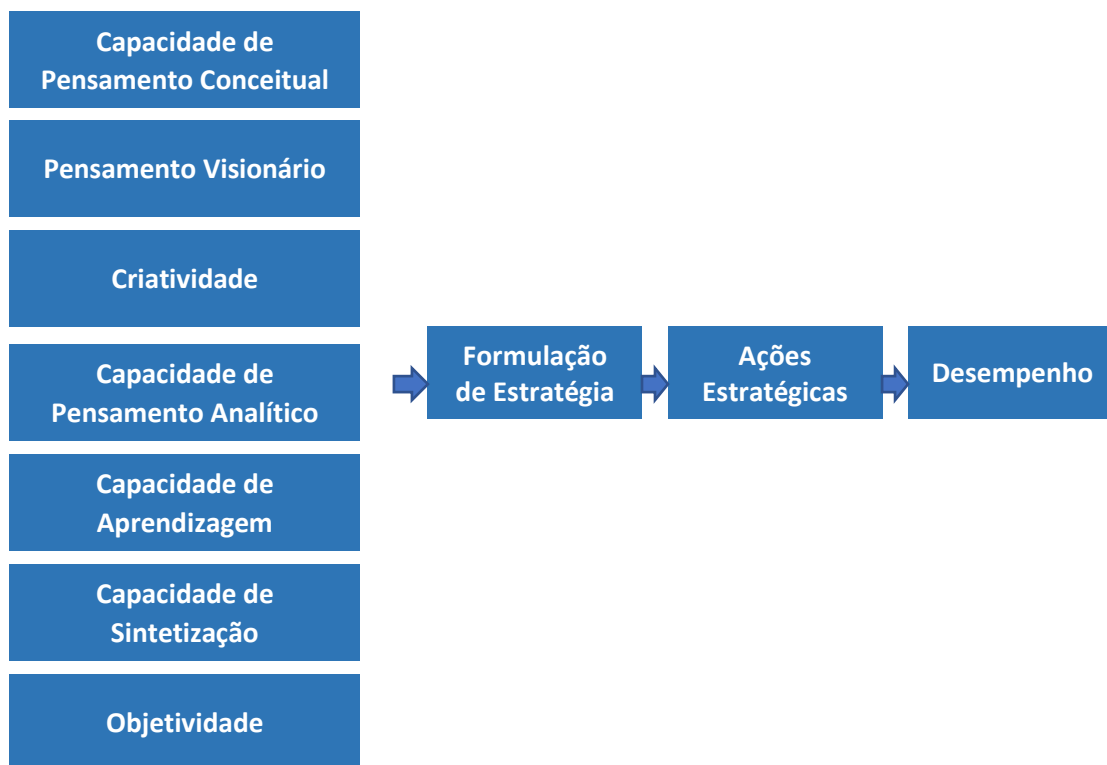 Capacidade de
Pensamento Conceitual
Pensamento Visionário
Criatividade
Capacidade de
Pensamento Analítico
Capacidade de
Aprendizagem
Capacidade de
Sintetização
Objetividade
Formulação
de Estratégia
Ações
Estratégicas
Desempenho